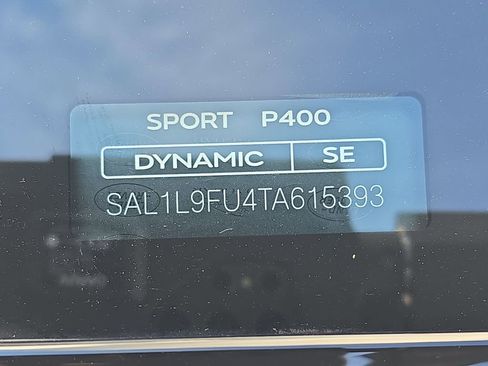 SPORT P400
DYNAMIC SE
SAL1L9FU4TA615393